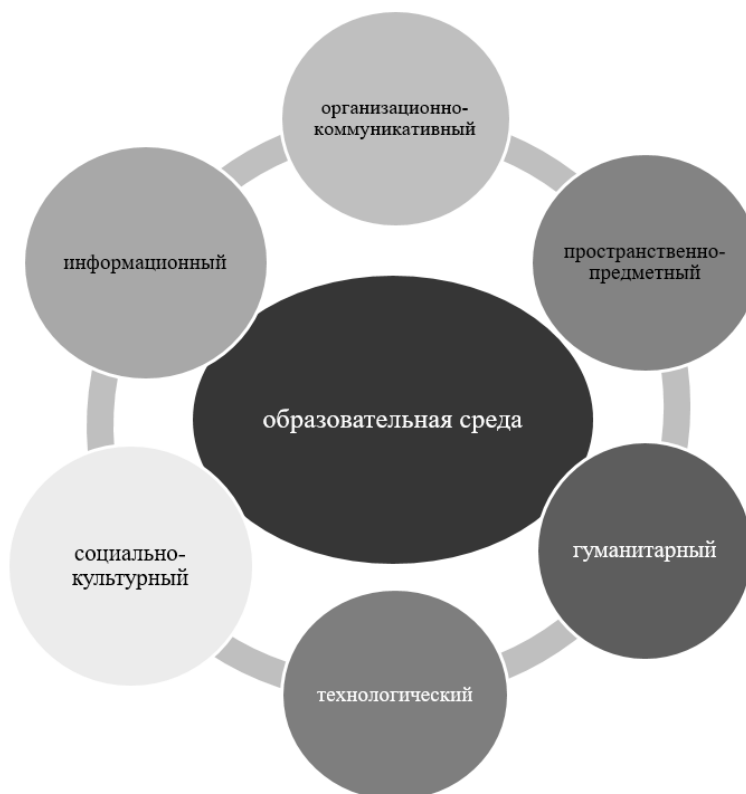 организационно-
коммуникативный
пространственно-
предметный
информационный
образовательная среда
гуманитарный
социально-
культурный
технологический